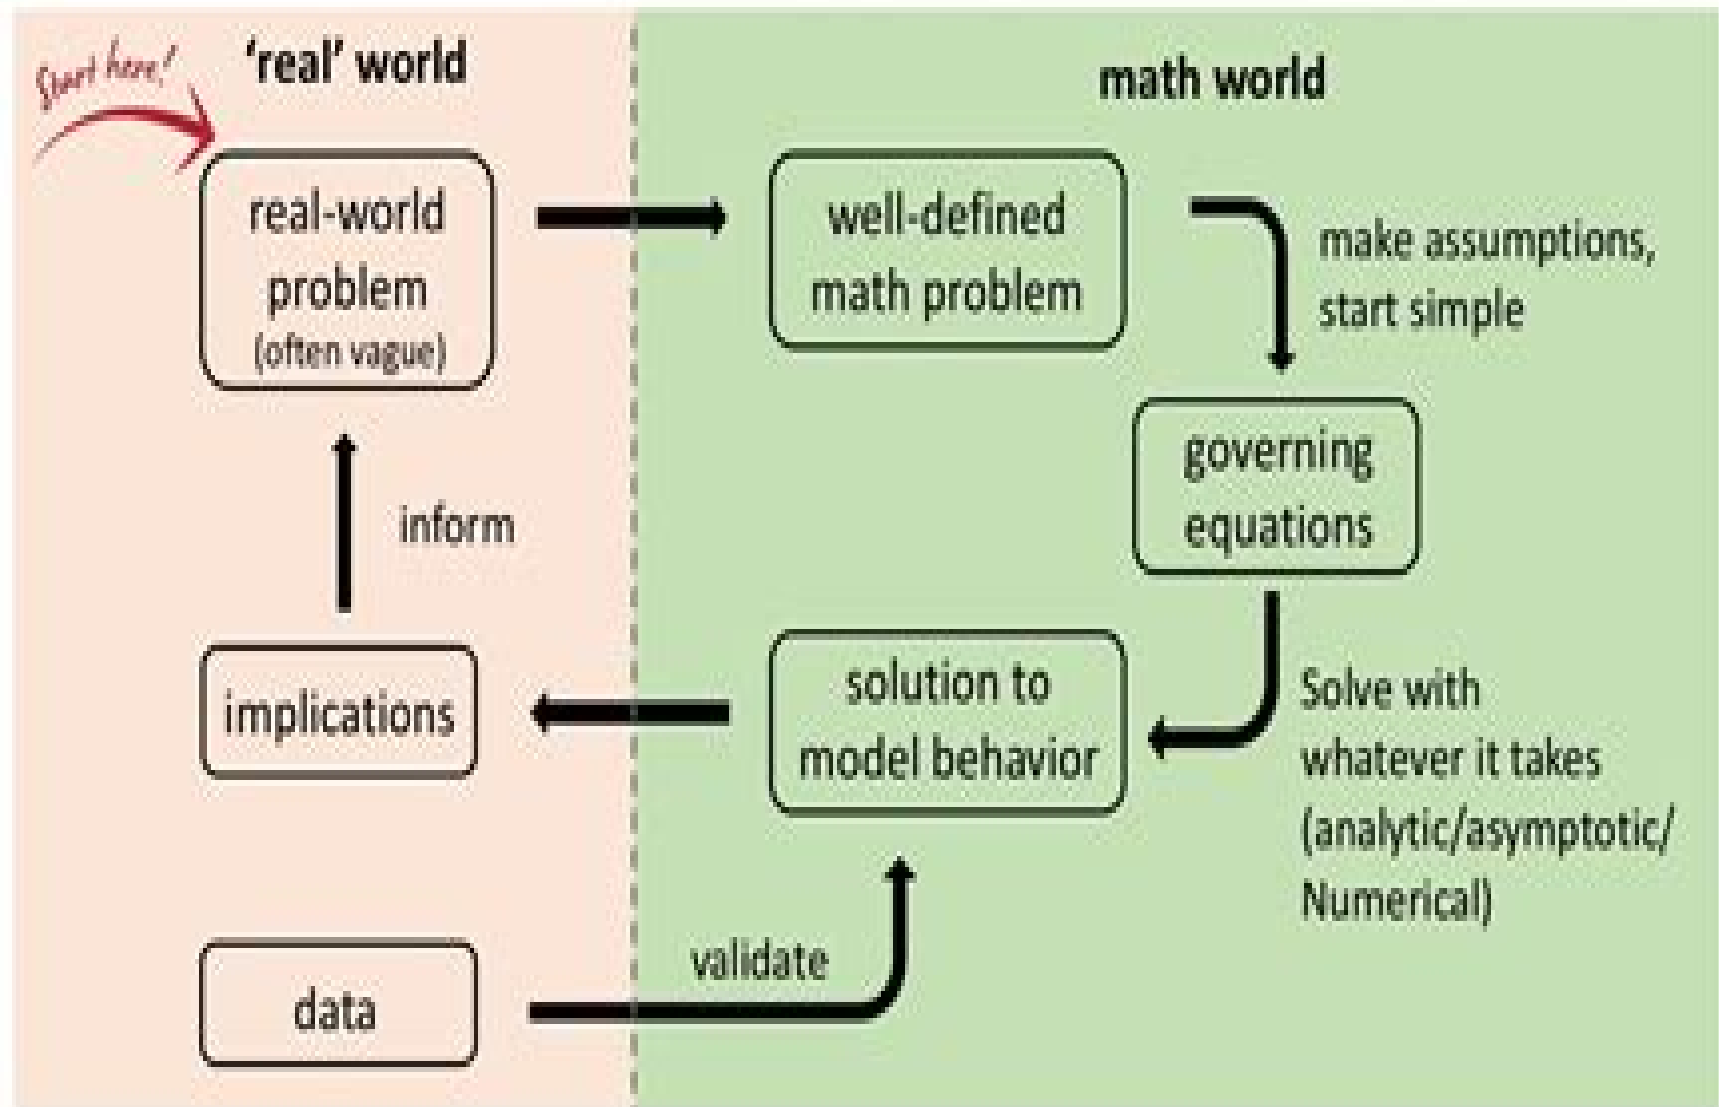 Start here!
‘real’ world
math world
real-world
problem
(often vague)
well-defined
math problem
make assumptions,
start simple
governing
equations
inform
implications
solution to
model behavior
Solve with
whatever it takes
(analytic/asymptotic/
Numerical)
validate
data